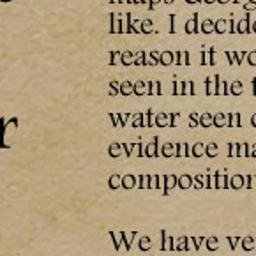 maps Georg
like. I decide
reason it wo
seen in the
water seen
evidence ma
composition
We have ve
r